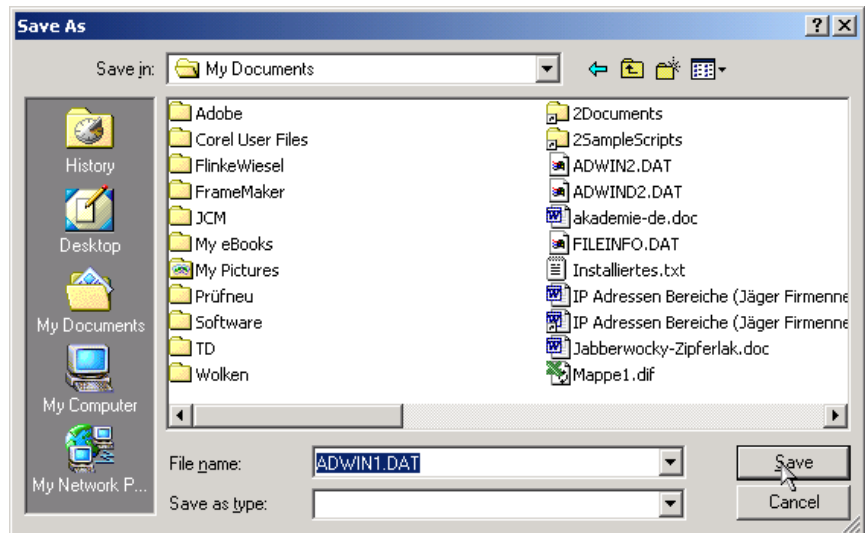 Save As
Save in:
My Documents
History
Desktop
My Documents
My Computer
My Network P...
Adobe
Corel User Files
FlinkeWiesel
FrameMaker
JCM
My eBooks
My Pictures
Prüfneu
Software
TD
Wolken
2Documents
2SampleScripts
ADWIN2.DAT
ADWIND2.DAT
akademie-de.doc
FILEINFO.DAT
Installiertes.txt
IP Adressen Bereiche (Jäger Firmenne
IP Adressen Bereiche (Jäger Firmenne
Jabberwocky-Zipferlak.doc
Mappe1.dif
File name:
ADWIN1.DAT
Save
Save as type:
Cancel